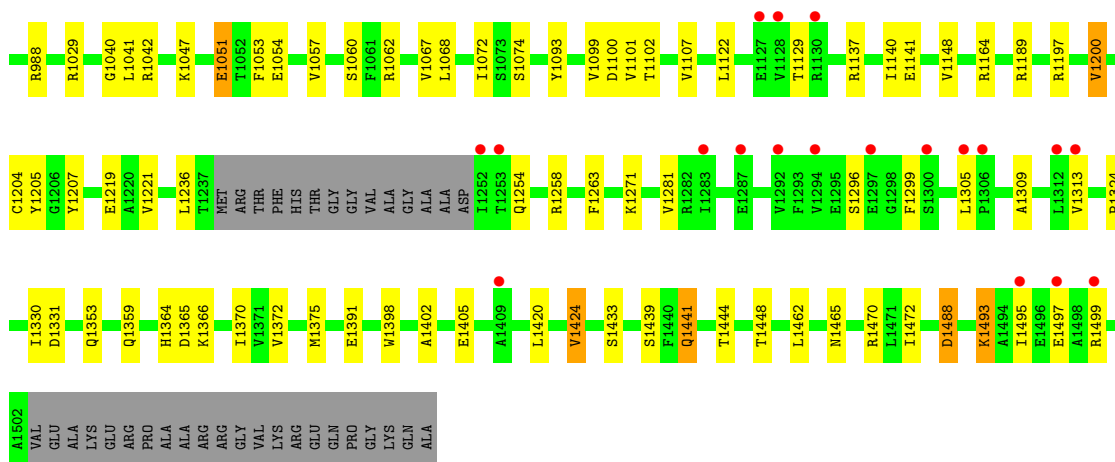 R988 R1029 G1040 L1041 R1042 K1047 E1051 T1052 F1053 E1054 V1057 S1060 F1061 R1062 V1067 L1068 I1072 S1073 S1074 Y1093 V1099 D1100 V1101 T1102 V1107 L1122 E1127 V1128 T1129 R1130 R1137 I1140 E1141 V1148 R1164 R1189 R1197 V1200
C1204 Y1205 G1206 Y1207 E1219 A1220 V1221 L1236 T1237 MET ARG THR PHE HIS THR GLY GLY VAL ALA GLY ALA ALA ASP I1252 T1253 Q1254 R1258 F1263 K1271 V1281 R1282 I1283 E1287 V1292 F1293 V1294 E1295 S1296 E1297 G1298 F1299 S1300 L1305 P1306 A1309 L1312 V1313
I1330 D1331 Q1353 Q1359 H1364 D1365 K1366 I1370 V1371 V1372 M1375 E1391 W1398 A1402 E1405 A1409 L1420 V1424 S1433 S1439 F1440 Q1441 T1444 T1448 L1462 N1465 R1470 L1471 I1472 D1488 K1493 A1494 I1495 E1496 E1497 A1498 R1499
A1502 VAL GLU ALA LYS GLU ARG PRO ALA ALA ARG ARG GLY VAL LYS ARG GLU GLN PRO GLY LYS GLN ALA